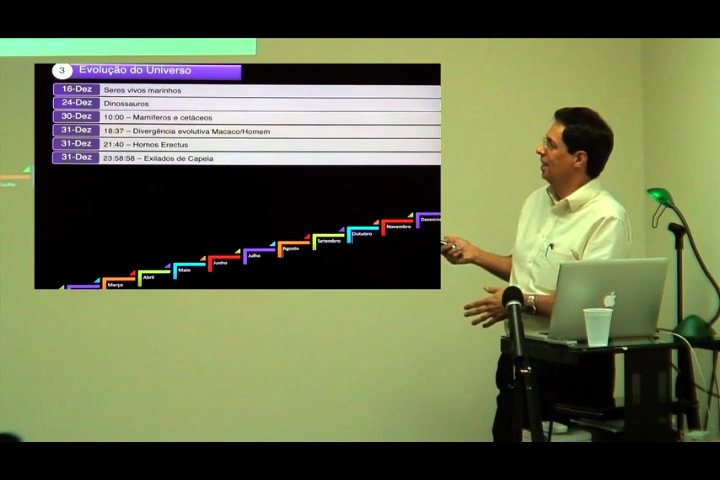 3 Evolução do Universo
16-Dez Seres vivos marinhos
24-Dez Dinossauros
30-Dez 10:00 – Mamíferos e cetáceos
31-Dez 18:37 – Divergência evolutiva Macaco/Homem
31-Dez 21:40 – Homos Erectus
31-Dez 23:58:58 – Exilados de Capela
Março
Abril
Maio
Junho
Julho
Agosto
Setembro
Outubro
Novembro